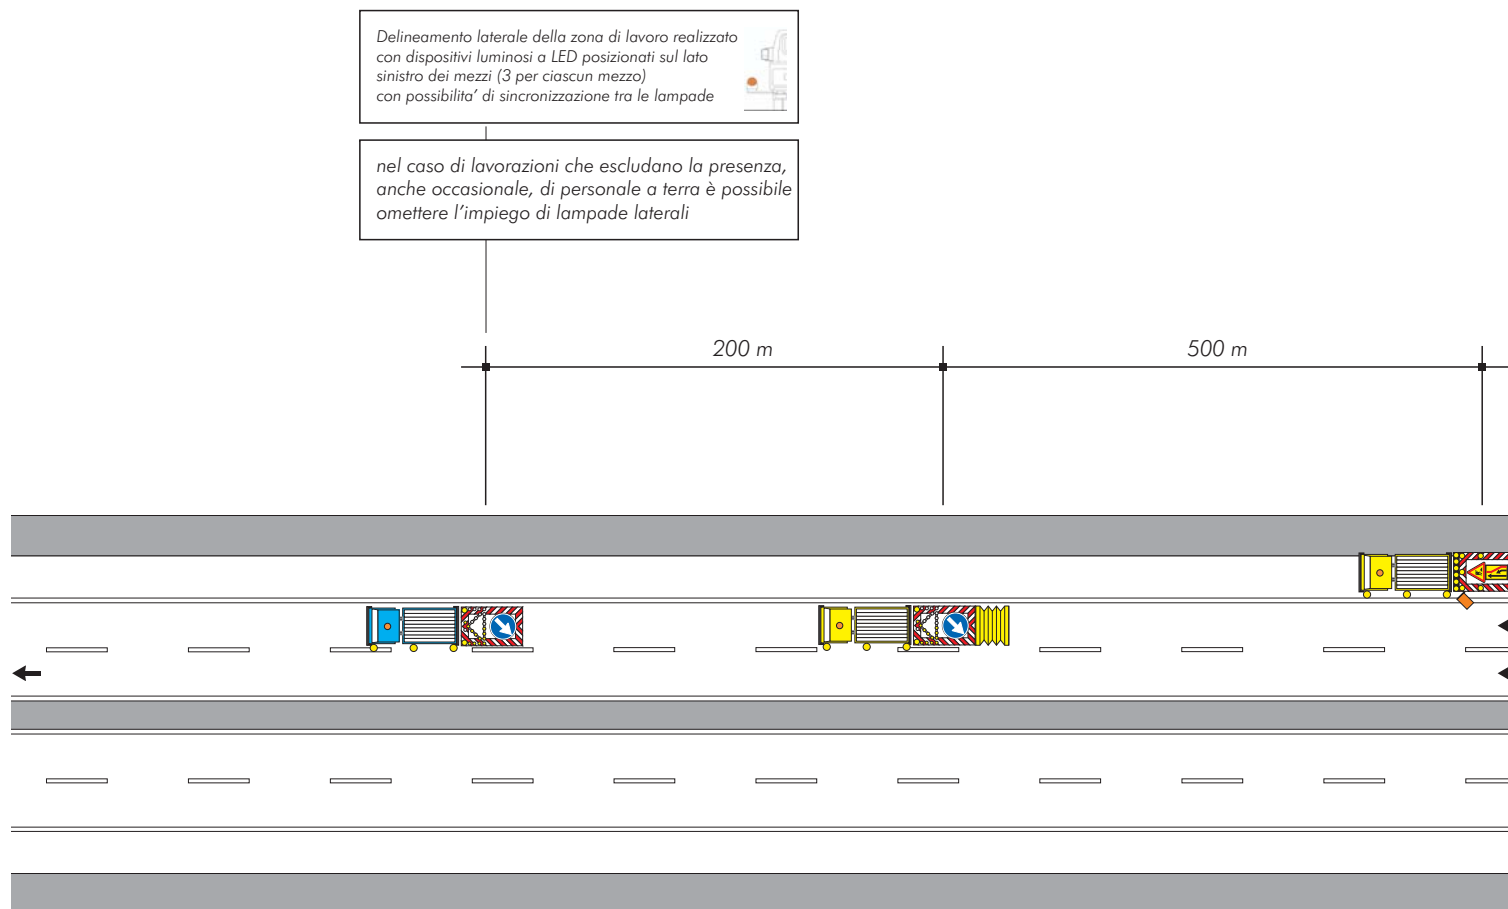 Delineamento laterale della zona di lavoro realizzato
con dispositivi luminosi a LED posizionati sul lato
sinistro dei mezzi (3 per ciascun mezzo)
con possibilita' di sincronizzazione tra le lampade
nel caso di lavorazioni che escludano la presenza,
anche occasionale, di personale a terra è possibile
omettere l'impiego di lampade laterali
200 m
500 m